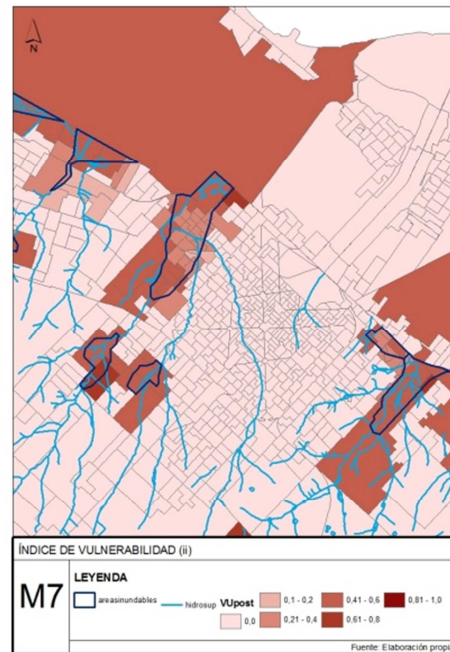 N
ÍNDICE DE VULNERABILIDAD (ii)
M7
LEYENDA
areasinundables
hidrosup
VUpost
0,0
0,1 - 0,2
0,21 - 0,4
0,41 - 0,6
0,61 - 0,8
0,81 - 1,0
Fuente: Elaboración propi